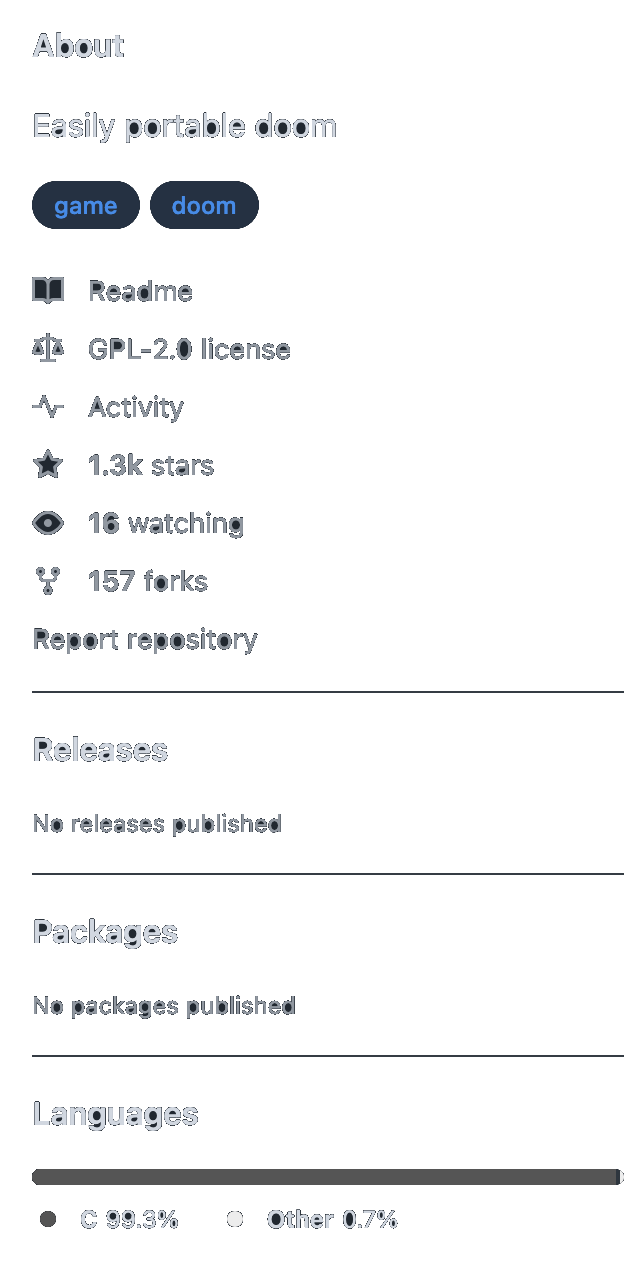 About
Easily portable doom
game doom
Readme
GPL-2.0 license
Activity
1.3k stars
16 watching
157 forks
Report repository
Releases
No releases published
Packages
No packages published
Languages
C 99.3% Other 0.7%